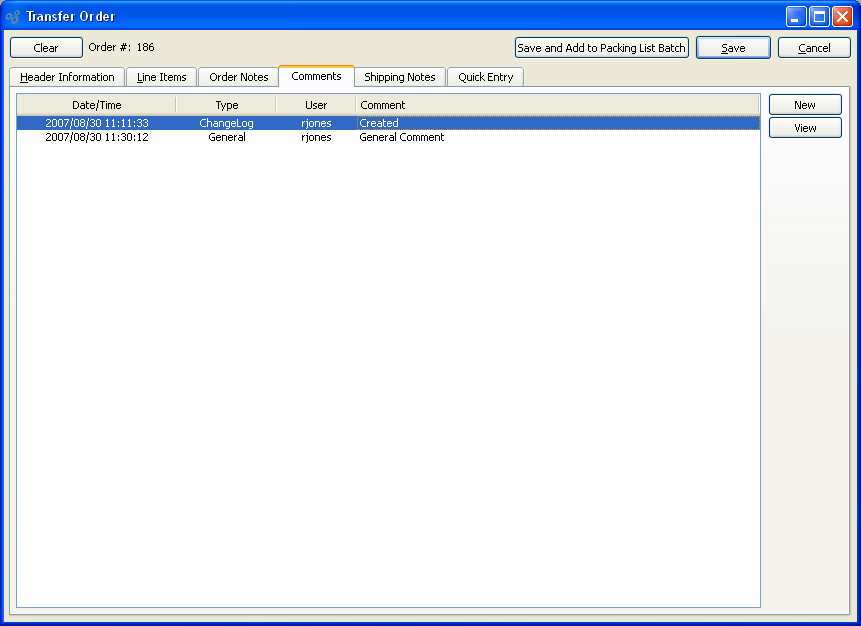 Transfer Order
Clear Order #: 186 Save and Add to Packing List Batch Save Cancel
Header Information Line Items Order Notes Comments Shipping Notes Quick Entry
Date/Time Type User Comment New
2007/08/30 11:11:33 ChangeLog rjones Created View
2007/08/30 11:30:12 General rjones General Comment